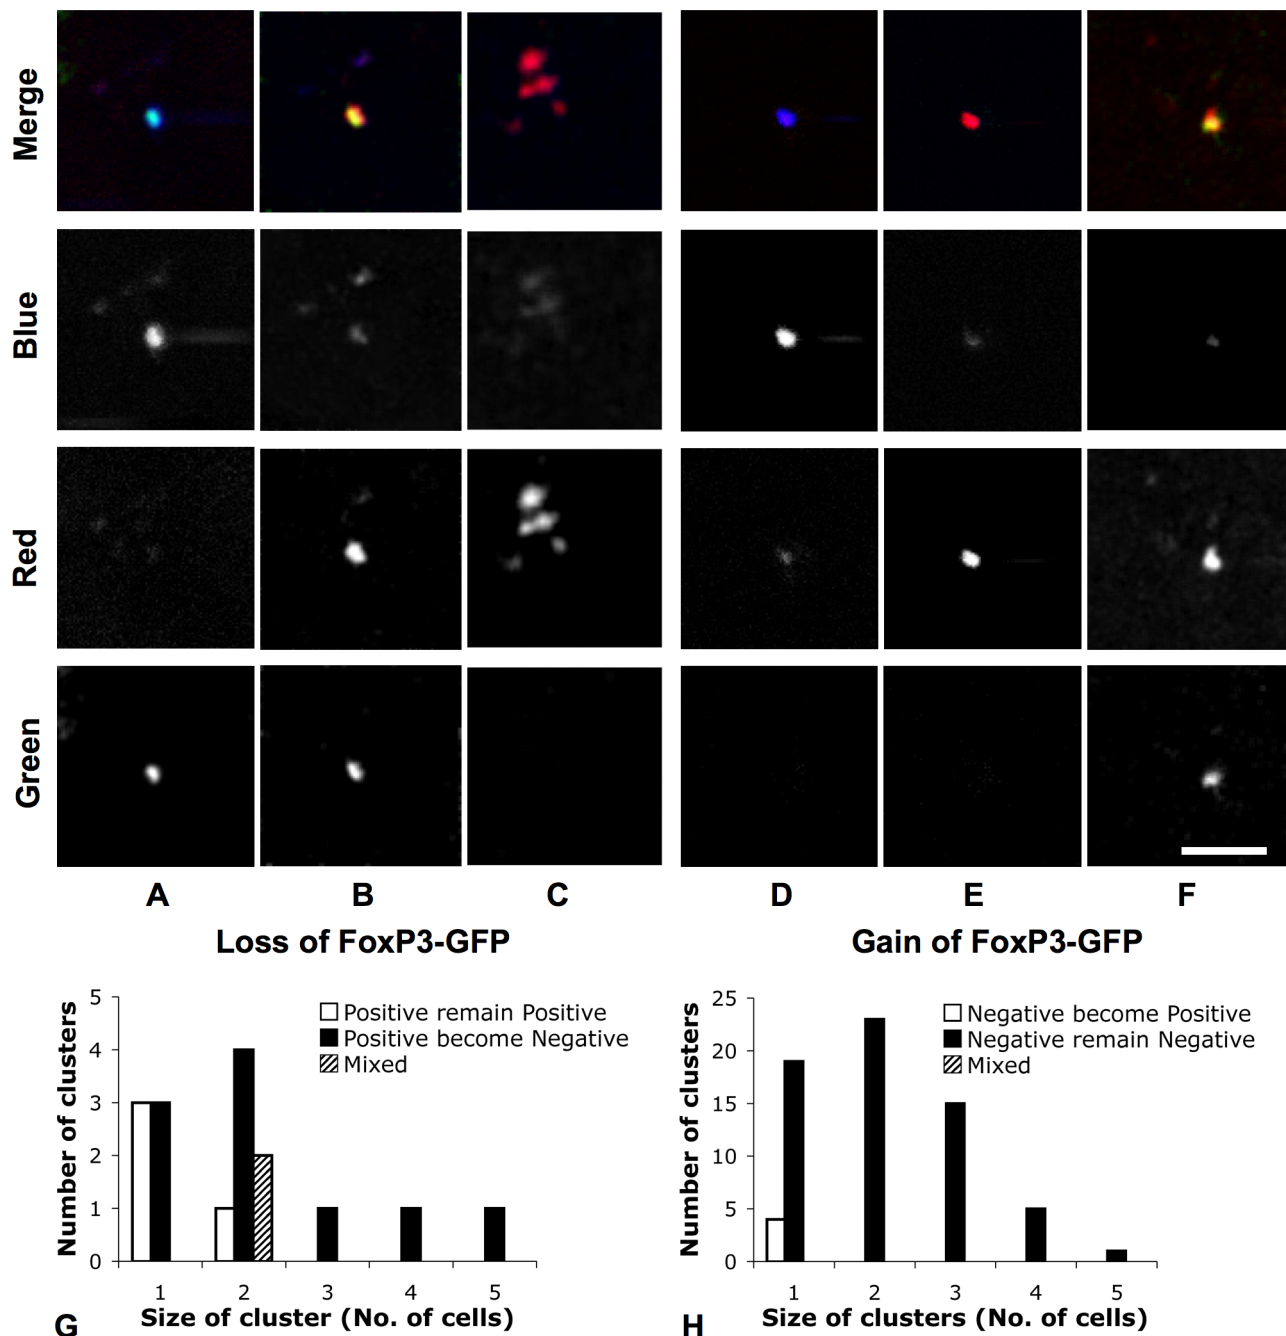 Merge
Blue
Red
Green
A B C D E F
Loss of FoxP3-GFP
Gain of FoxP3-GFP
Number of clusters
5
4
3
2
1
0
Positive remain Positive
Positive become Negative
Mixed
1 2 3 4 5
Size of cluster (No. of cells)
G
Number of clusters
25
20
15
10
5
0
Negative become Positive
Negative remain Negative
Mixed
1 2 3 4 5
Size of clusters (No. of cells)
H